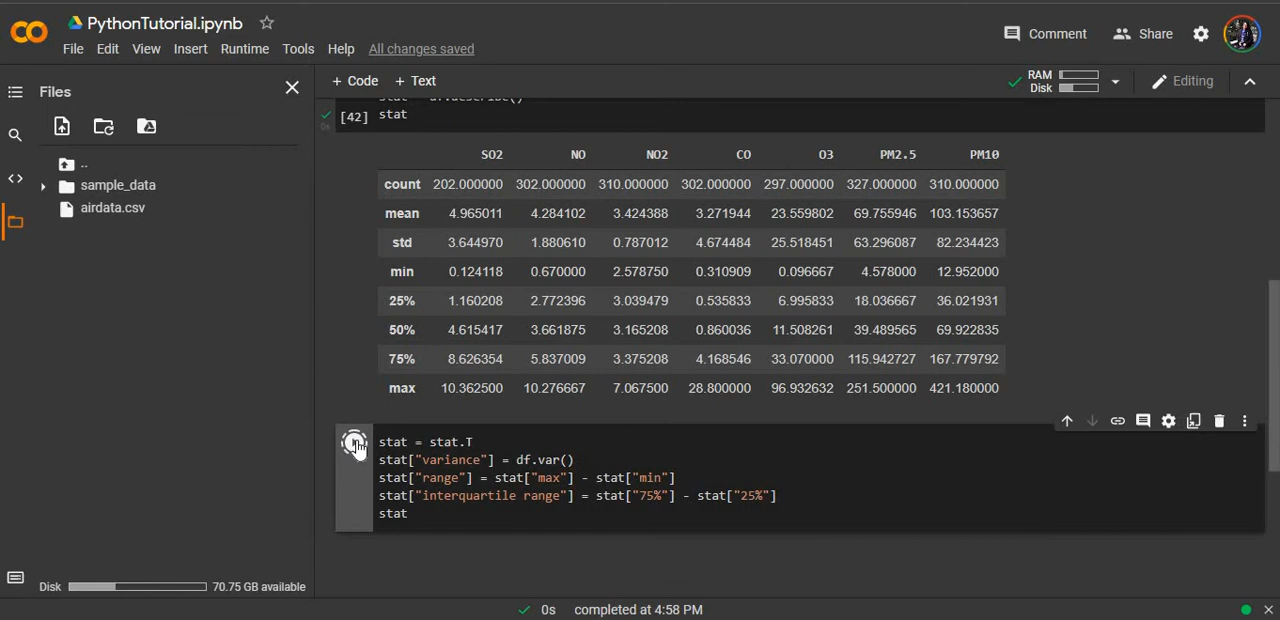 PythonTutorial.ipynb
File Edit View Insert Runtime Tools Help All changes saved
Comment Share
Files
+ Code + Text
RAM
Disk
Editing
stat = df.describe()
[42] stat
0s
SO2 NO NO2 CO O3 PM2.5 PM10
count 202.000000 302.000000 310.000000 302.000000 297.000000 327.000000 310.000000
mean 4.965011 4.284102 3.424388 3.271944 23.559802 69.755946 103.153657
std 3.644970 1.880610 0.787012 4.674484 25.518451 63.296087 82.234423
min 0.124118 0.670000 2.578750 0.310909 0.096667 4.578000 12.952000
25% 1.160208 2.772396 3.039479 0.535833 6.995833 18.036667 36.021931
50% 4.615417 3.661875 3.165208 0.860036 11.508261 39.489565 69.922835
75% 8.626354 5.837009 3.375208 4.168546 33.070000 115.942727 167.779792
max 10.362500 10.276667 7.067500 28.800000 96.932632 251.500000 421.180000
..
sample_data
airdata.csv
stat = stat.T
stat["variance"] = df.var()
stat["range"] = stat["max"] - stat["min"]
stat["interquartile range"] = stat["75%"] - stat["25%"]
stat
Disk 70.75 GB available
0s completed at 4:58 PM